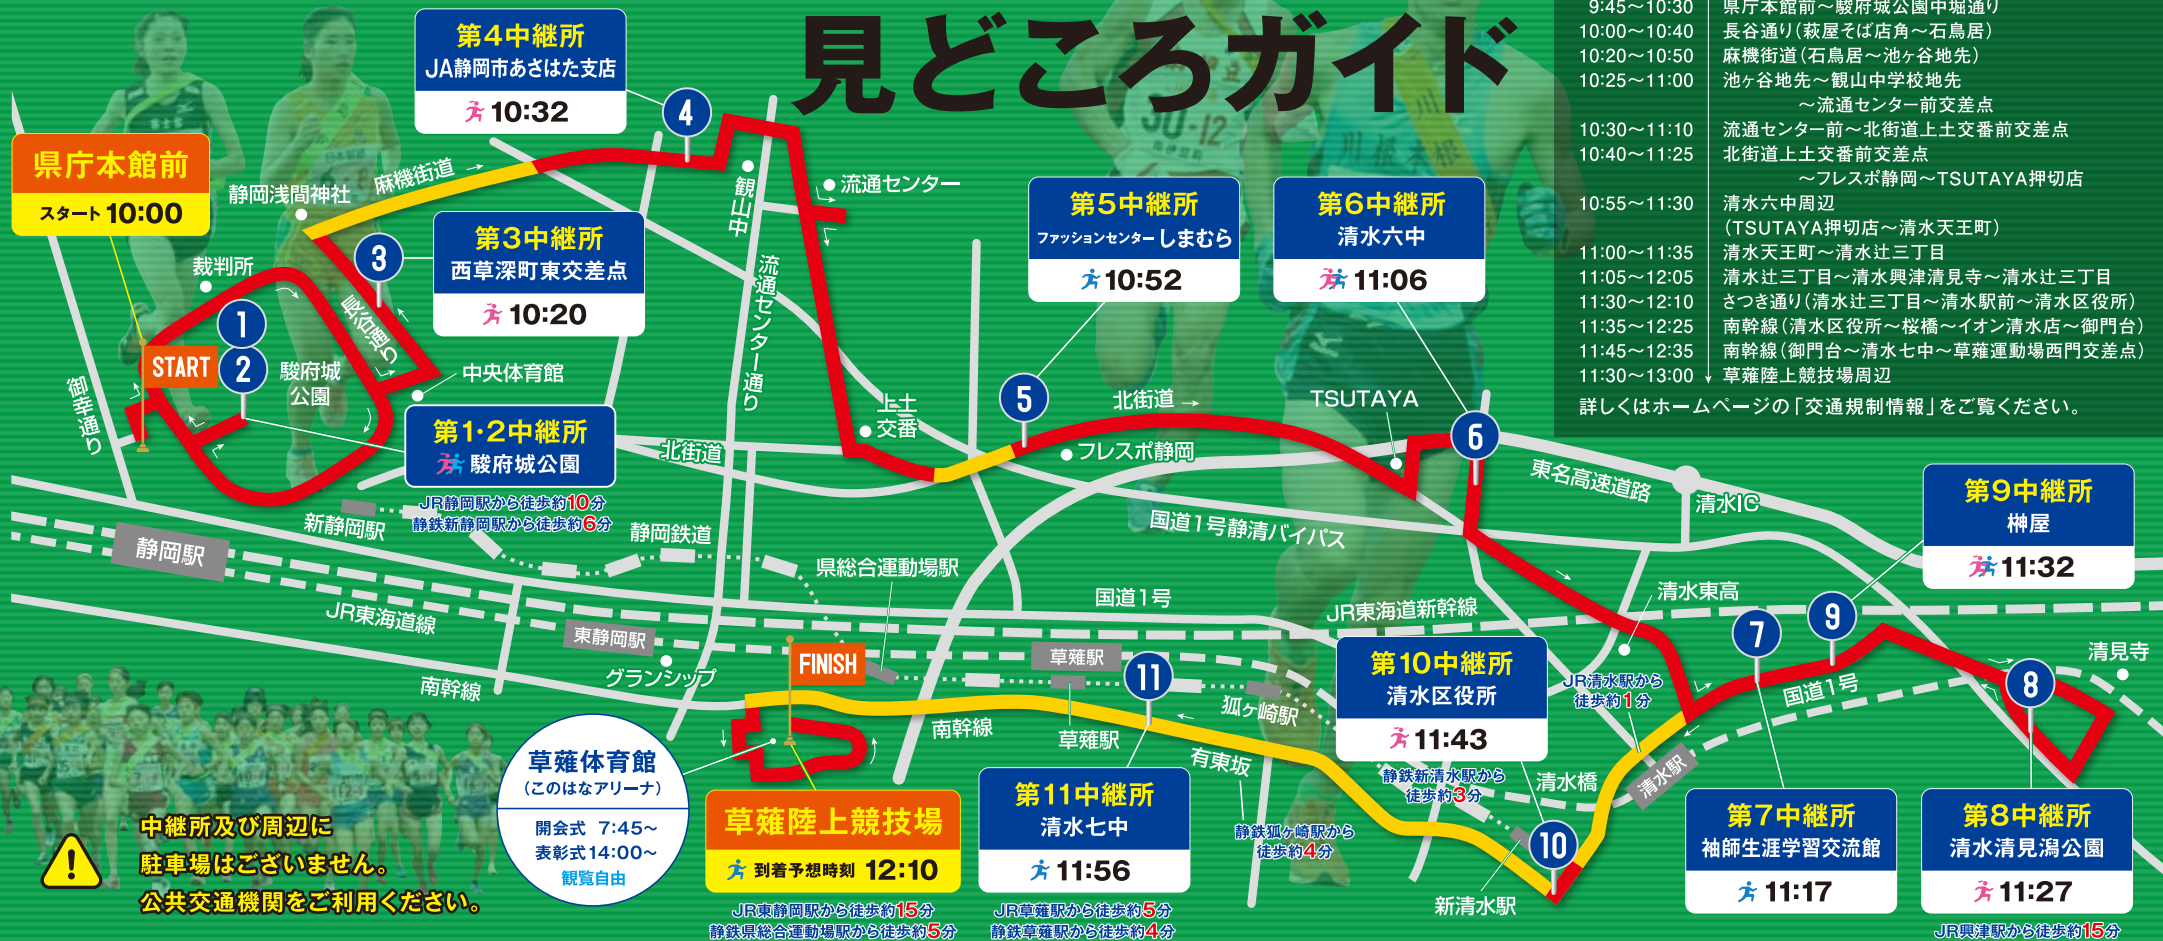 見どころガイド
9:45～10:30 県庁本館前～駿府城公園中堀通り
10:00～10:40 長谷通り（萩屋そば店角～石鳥居）
10:20～10:50 麻機街道（石鳥居～池ヶ谷地先）
10:25～11:00 池ヶ谷地先～観山中学校地先
～流通センター前交差点
10:30～11:10 流通センター前～北街道上土交番前交差点
10:40～11:25 北街道上土交番前交差点
～フレスポ静岡～TSUTAYA押切店
10:55～11:30 清水六中周辺
（TSUTAYA押切店～清水天王町）
11:00～11:35 清水天王町～清水辻三丁目
11:05～12:05 清水辻三丁目～清水興津清見寺～清水辻三丁目
11:30～12:10 さつき通り（清水辻三丁目～清水駅前～清水区役所）
11:35～12:25 南幹線（清水区役所～桜橋～イオン清水店～御門台）
11:45～12:35 南幹線（御門台～清水七中～草薙運動場西門交差点）
11:30～13:00 草薙陸上競技場周辺
詳しくはホームページの「交通規制情報」をご覧ください。
県庁本館前
スタート 10:00
第4中継所
JA静岡市あさはた支店
10:32
4
静岡浅間神社
麻機街道→
観山中
流通センター
第3中継所
西草深町東交差点
10:20
3
裁判所
長谷通り
流通センター通り
第5中継所
ファッションセンターしまむら
10:52
第6中継所
清水六中
11:06
1
2
START
駿府城
公園
中央体育館
御幸通り
第1・2中継所
駿府城公園
JR静岡駅から徒歩約10分
静鉄新静岡駅から徒歩約6分
上土
交番
北街道
5
北街道→
フレスポ静岡
TSUTAYA
6
東名高速道路
清水IC
第9中継所
榊屋
11:32
新静岡駅
静岡駅
静岡鉄道
県総合運動場駅
国道1号静清バイパス
国道1号
JR東海道新幹線
JR東海道線
東静岡駅
グランシップ
南幹線
FINISH
草薙駅
11
狐ヶ崎駅
南幹線
草薙駅
有東坂
静鉄狐ヶ崎駅から
徒歩約4分
第10中継所
清水区役所
11:43
静鉄新清水駅から
徒歩約3分
清水東高
JR清水駅から
徒歩約1分
7
9
8
国道1号
清見寺
清水橋
清水駅
10
新清水駅
第7中継所
袖師生涯学習交流館
11:17
第8中継所
清水清見潟公園
11:27
JR興津駅から徒歩約15分
草薙体育館
（このはなアリーナ）
開会式 7:45～
表彰式14:00～
観覧自由
草薙陸上競技場
到着予想時刻 12:10
JR東静岡駅から徒歩約15分
静鉄県総合運動場駅から徒歩約5分
第11中継所
清水七中
11:56
JR草薙駅から徒歩約5分
静鉄草薙駅から徒歩約4分
中継所及び周辺に
駐車場はございません。
公共交通機関をご利用ください。